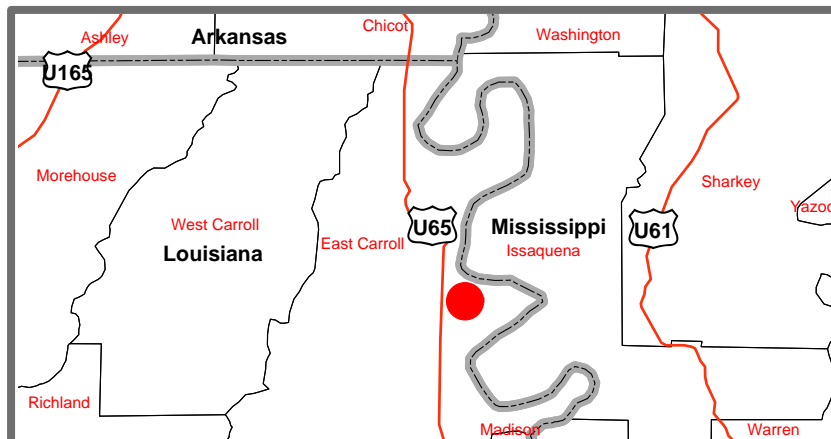 Chicot
Ashley
Arkansas
Washington
U165
Morehouse
Sharkey
Yazoo
West Carroll
U65
Mississippi
U61
East Carroll
Louisiana
Issaquena
Richland
Madison
Warren